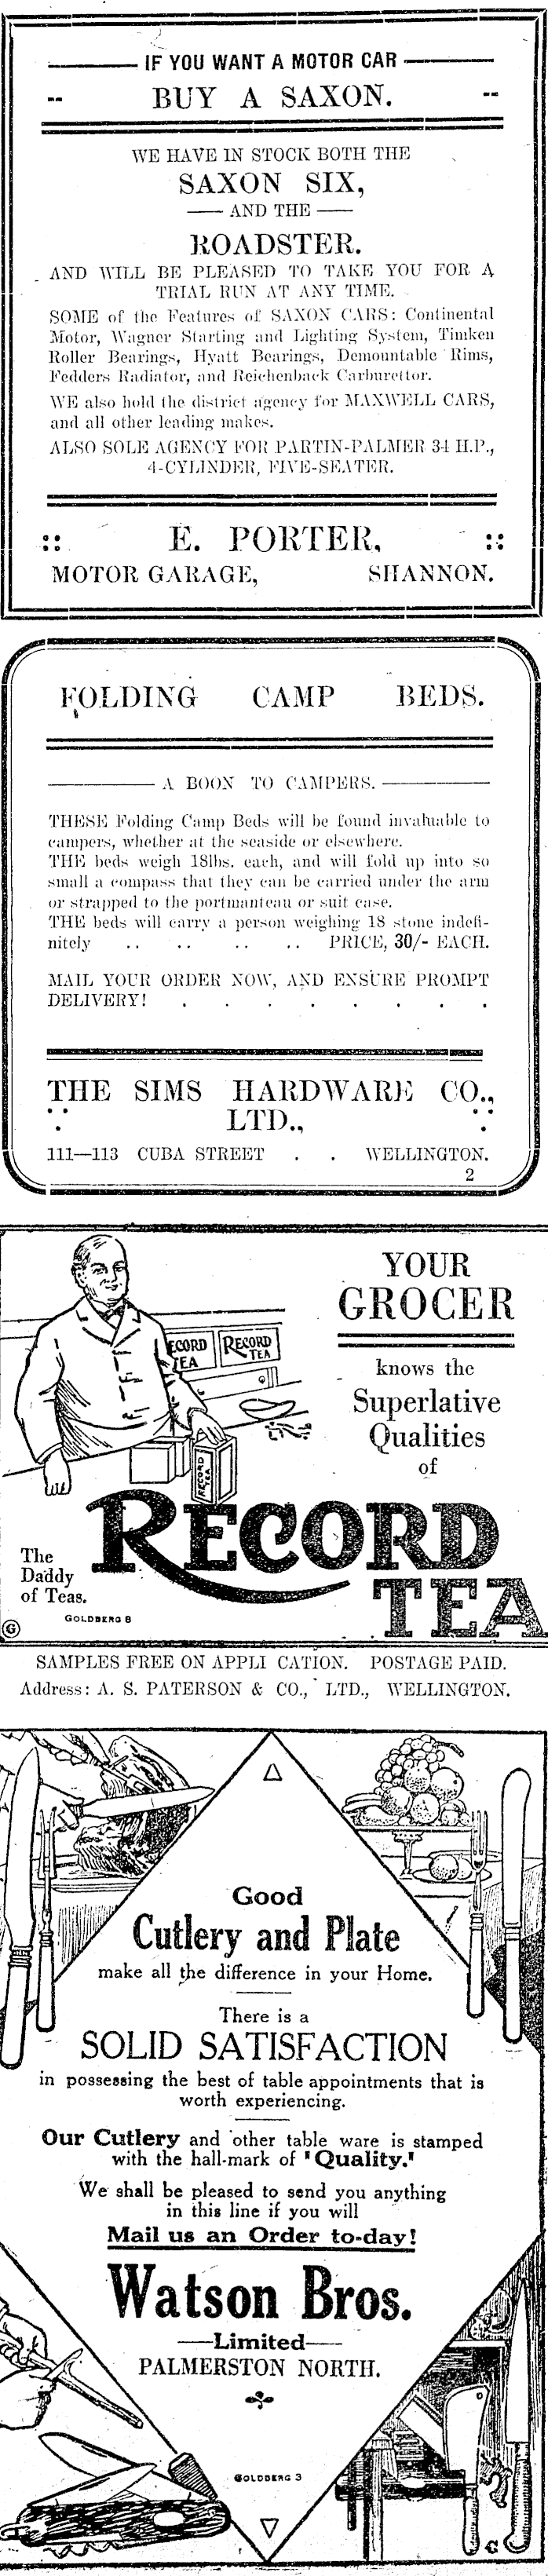 IF YOU WANT A MOTOR CAR
BUY A SAXON.
WE HAVE IN STOCK BOTH THE
SAXON SIX,
AND THE
ROADSTER.
AND WILL BE PLEASED TO TAKE YOU FOR A
TRIAL RUN AT ANY TIME.
SOME of the Features of SAXON CARS: Continental
Motor, Wagner Starting and Lighting System, Timken
Roller Bearings, Hyatt Bearings, Demountable Rims,
Fedders Radiator, and Reichenback Carburettor.
WE also hold the district agency for MAXWELL CARS,
and all other leading makes.
ALSO SOLE AGENCY FOR PARTIN-PALMER 34 H.P.,
4-CYLINDER, FIVE-SEATER.
E. PORTER,
MOTOR GARAGE, SHANNON.
FOLDING CAMP BEDS.
A BOON TO CAMPERS.
THESE Folding Camp Beds will be found invaluable to
campers, whether at the seaside or elsewhere.
THE beds weigh 18lbs. each, and will fold up into so
small a compass that they can be carried under the arm
or strapped to the portmanteau or suit case.
THE beds will carry a person weighing 18 stone indefi-
nitely .. .. .. .. PRICE, 30/- EACH.
MAIL YOUR ORDER NOW, AND ENSURE PROMPT
DELIVERY! . . . . . . . .
THE SIMS HARDWARE CO.,
LTD.,
111—113 CUBA STREET . . WELLINGTON.
2
YOUR
GROCER
knows the
Superlative
Qualities
of
RECORD
TEA
ECORD
TEA
RECORD
TEA
RECORD
TEA
The
Daddy
of Teas.
GOLDBERG 8
G
SAMPLES FREE ON APPLI CATION. POSTAGE PAID.
Address: A. S. PATERSON & CO., LTD., WELLINGTON.
Good
Cutlery and Plate
make all the difference in your Home.
There is a
SOLID SATISFACTION
in possessing the best of table appointments that is
worth experiencing.
Our Cutlery and other table ware is stamped
with the hall-mark of "Quality."
We shall be pleased to send you anything
in this line if you will
Mail us an Order to-day!
Watson Bros.
—Limited—
PALMERSTON NORTH.
GOLDBERG 3
G